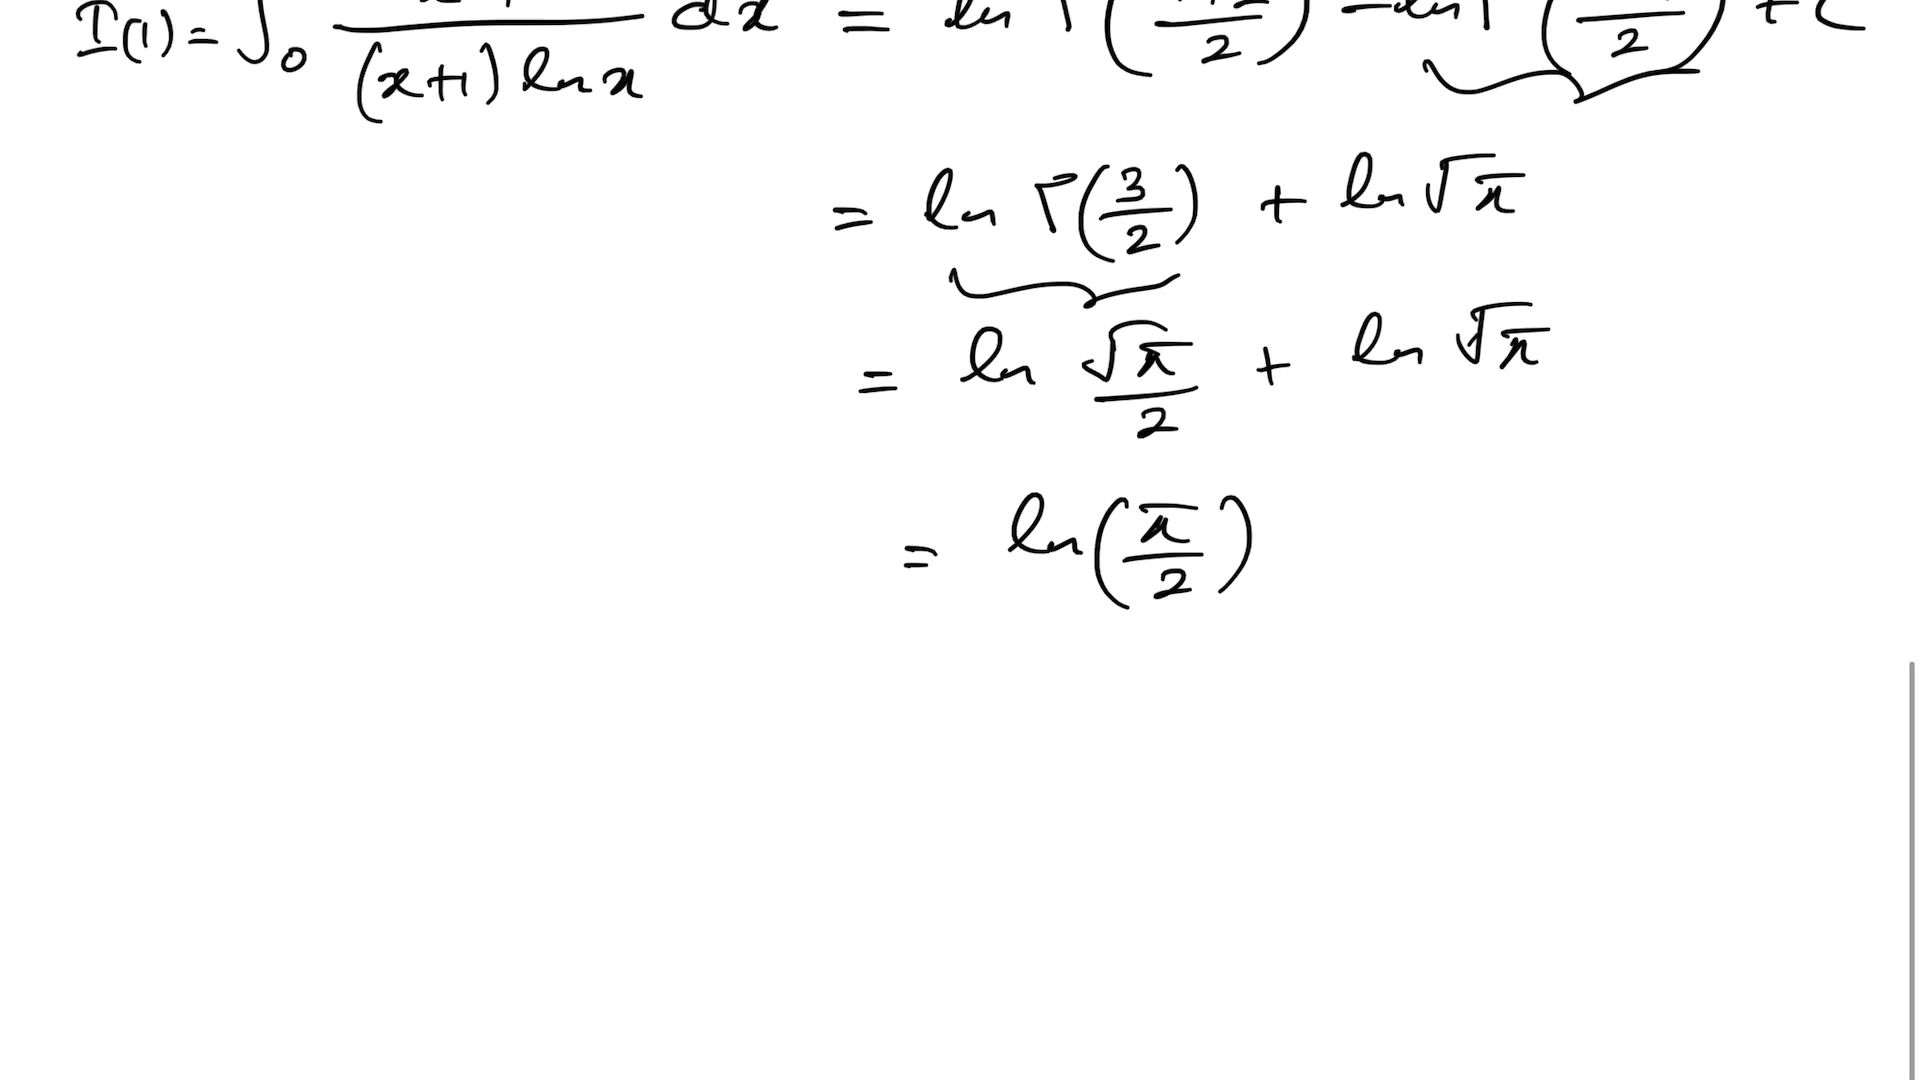 I(1) = ∫₀ / (x+1) ln x dx = ln Γ( /2) - ln Γ( /2) + C
= ln Γ(3/2) + ln √π
= ln √π/2 + ln √π
= ln(π/2)